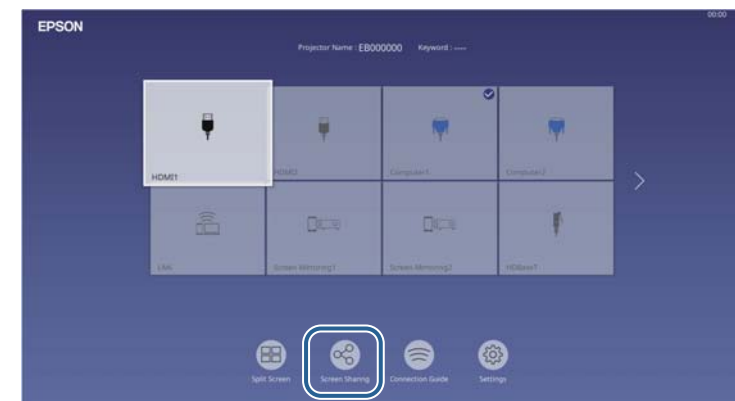 00:00
EPSON
Projector Name : EB000000 Keyword : ----
HDMI1 HDMI2 Computer1 Computer2
LAN Screen Mirroring1 Screen Mirroring2 HDBaseT
Split Screen Screen Sharing Connection Guide Settings